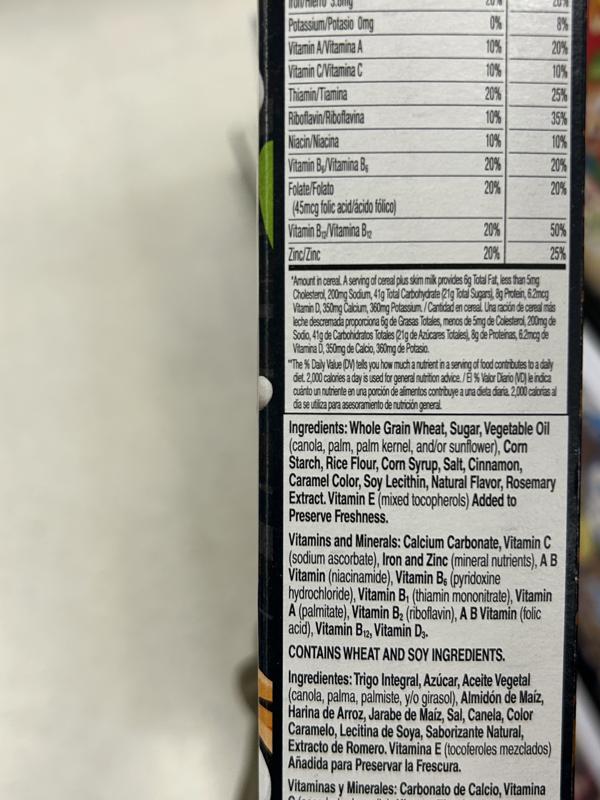 Iron/Hierro 3.6mg 20% 20%
Potassium/Potasio 0mg 0% 8%
Vitamin A/Vitamina A 10% 20%
Vitamin C/Vitamina C 10% 10%
Thiamin/Tiamina 20% 25%
Riboflavin/Riboflavina 10% 35%
Niacin/Niacina 10% 10%
Vitamin B₆/Vitamina B₆ 20% 20%
Folate/Folato 20% 20%
(45mcg folic acid/ácido fólico)
Vitamin B₁₂/Vitamina B₁₂ 20% 50%
Zinc/Zinc 20% 25%
*Amount in cereal. A serving of cereal plus skim milk provides 6g Total Fat, less than 5mg
Cholesterol, 200mg Sodium, 41g Total Carbohydrate (21g Total Sugars), 8g Protein, 6.2mcg
Vitamin D, 350mg Calcium, 360mg Potassium. / Cantidad en cereal. Una ración de cereal más
leche descremada proporciona 6g de Grasas Totales, menos de 5mg de Colesterol, 200mg de
Sodio, 41g de Carbohidratos Totales (21g de Azúcares Totales), 8g de Proteínas, 6.2mcg de
Vitamina D, 350mg de Calcio, 360mg de Potasio.
**The % Daily Value (DV) tells you how much a nutrient in a serving of food contributes to a daily
diet. 2,000 calories a day is used for general nutrition advice. / El % Valor Diario (VD) le indica
cuánto un nutriente en una porción de alimentos contribuye a una dieta diaria. 2,000 calorías al
día se utiliza para asesoramiento de nutrición general.
Ingredients: Whole Grain Wheat, Sugar, Vegetable Oil
(canola, palm, palm kernel, and/or sunflower), Corn
Starch, Rice Flour, Corn Syrup, Salt, Cinnamon,
Caramel Color, Soy Lecithin, Natural Flavor, Rosemary
Extract. Vitamin E (mixed tocopherols) Added to
Preserve Freshness.
Vitamins and Minerals: Calcium Carbonate, Vitamin C
(sodium ascorbate), Iron and Zinc (mineral nutrients), A B
Vitamin (niacinamide), Vitamin B₆ (pyridoxine
hydrochloride), Vitamin B₁ (thiamin mononitrate), Vitamin
A (palmitate), Vitamin B₂ (riboflavin), A B Vitamin (folic
acid), Vitamin B₁₂, Vitamin D₃.
CONTAINS WHEAT AND SOY INGREDIENTS.
Ingredientes: Trigo Integral, Azúcar, Aceite Vegetal
(canola, palma, palmiste, y/o girasol), Almidón de Maíz,
Harina de Arroz, Jarabe de Maíz, Sal, Canela, Color
Caramelo, Lecitina de Soya, Saborizante Natural,
Extracto de Romero. Vitamina E (tocoferoles mezclados)
Añadida para Preservar la Frescura.
Vitaminas y Minerales: Carbonato de Calcio, Vitamina